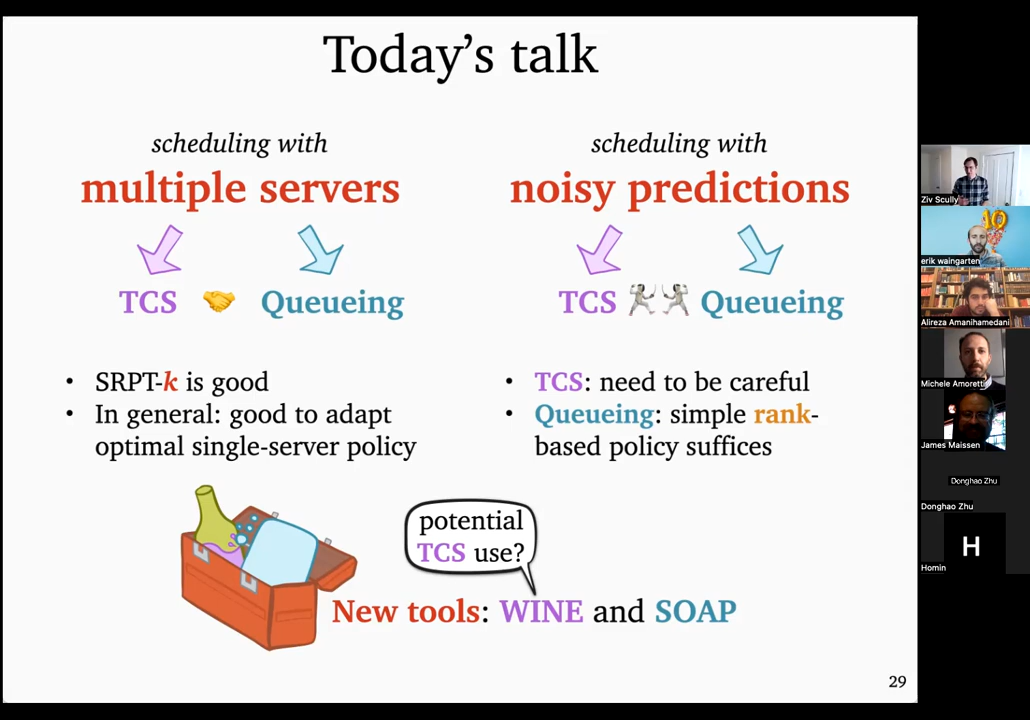 Today's talk
scheduling with
multiple servers
TCS 🤝 Queueing
• SRPT-k is good
• In general: good to adapt
optimal single-server policy
scheduling with
noisy predictions
TCS 🤺 Queueing
• TCS: need to be careful
• Queueing: simple rank-
based policy suffices
potential
TCS use?
New tools: WINE and SOAP
29
Ziv Scully
10
erik waingarten
Alireza Amanihamedani
Michele Amoretti
James Maissen
Donghao Zhu
Donghao Zhu
H
Homin